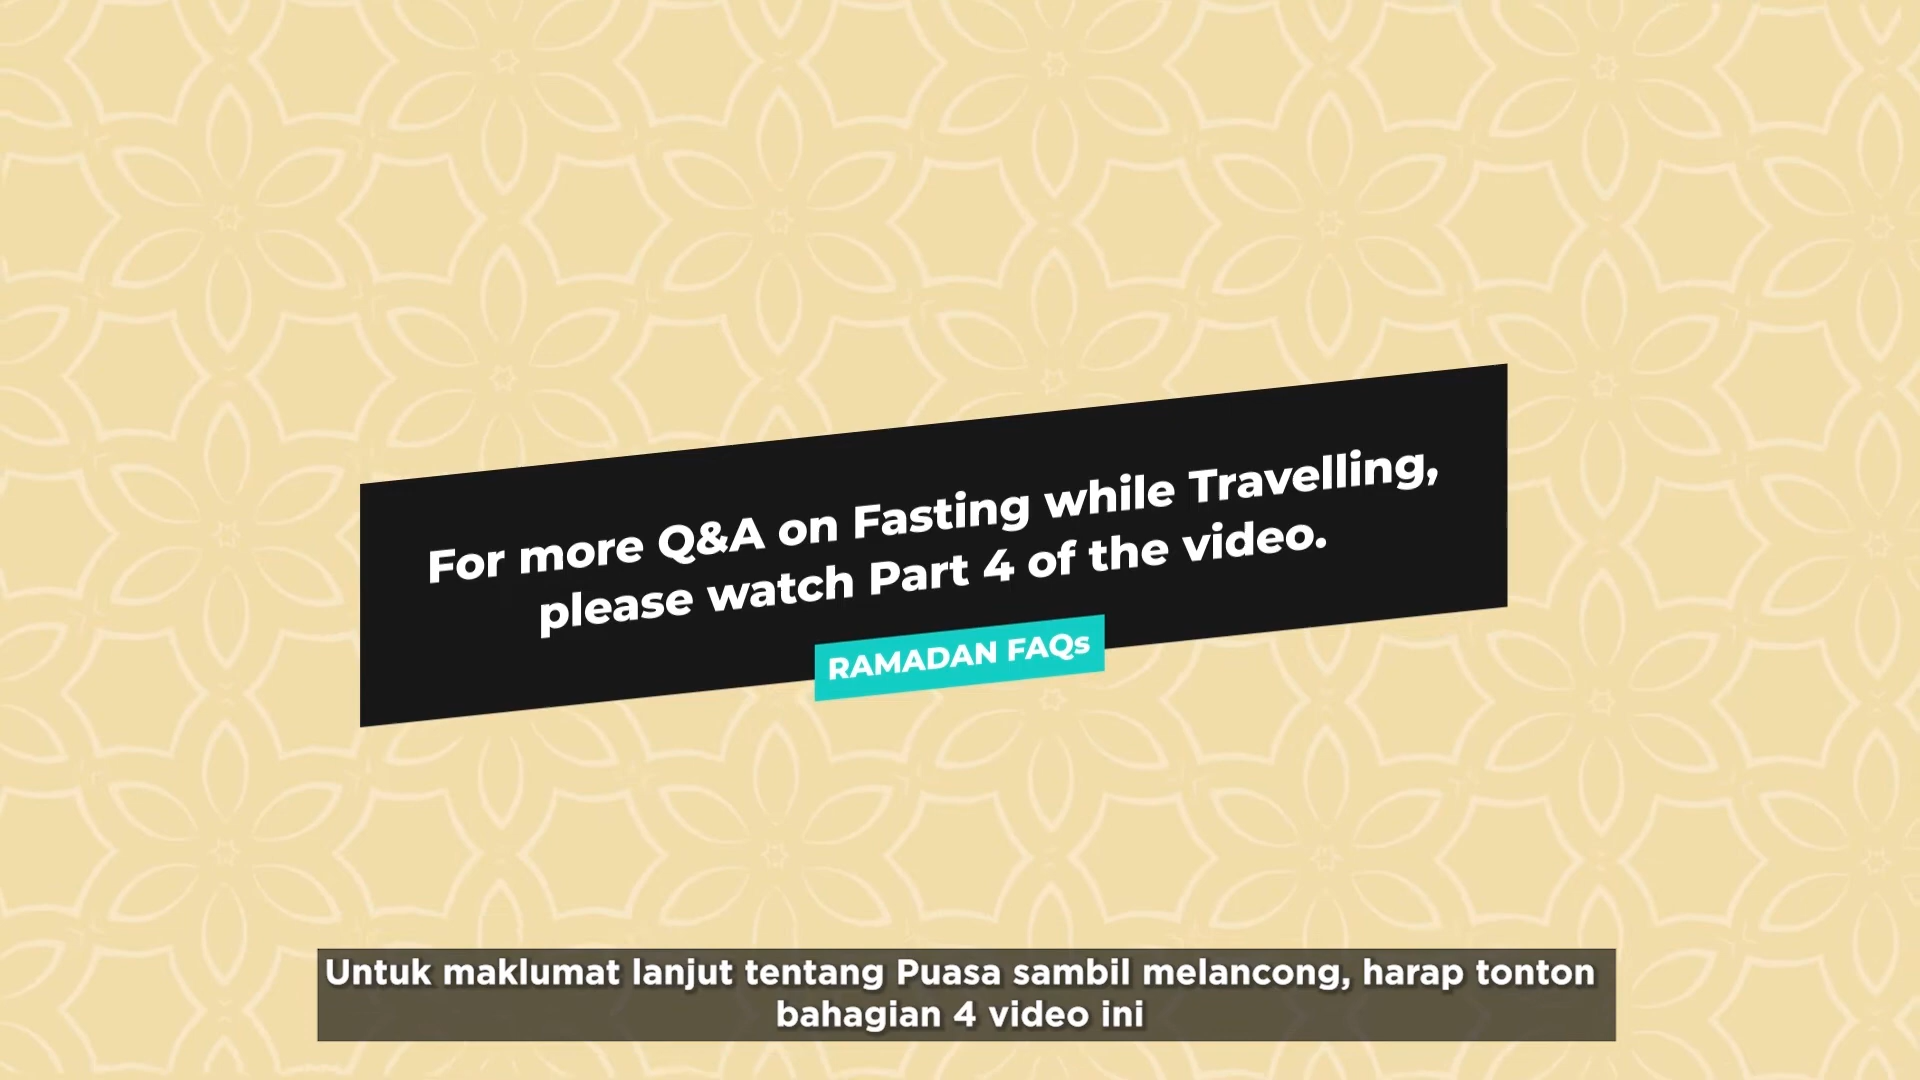 For more Q&A on Fasting while Travelling,
please watch Part 4 of the video.
RAMADAN FAQs
Untuk maklumat lanjut tentang Puasa sambil melancong, harap tonton
bahagian 4 video ini